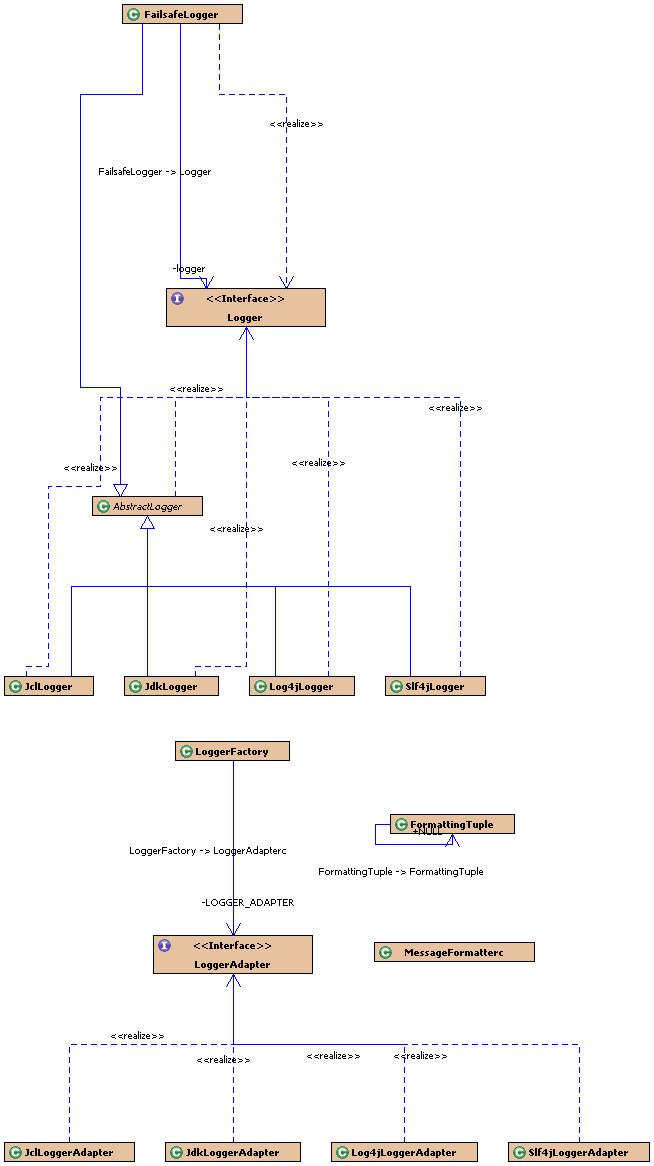 FailsafeLogger
<<realize>>
FailsafeLogger -> Logger
-logger
<<Interface>>
Logger
<<realize>>
<<realize>>
<<realize>>
<<realize>>
AbstractLogger
<<realize>>
JclLogger
JdkLogger
Log4jLogger
Slf4jLogger
LoggerFactory
FormattingTuple
+NULL
LoggerFactory -> LoggerAdapterc
FormattingTuple -> FormattingTuple
-LOGGER_ADAPTER
<<Interface>>
LoggerAdapter
MessageFormatterc
<<realize>>
<<realize>>
<<realize>>
<<realize>>
JclLoggerAdapter
JdkLoggerAdapter
Log4jLoggerAdapter
Slf4jLoggerAdapter